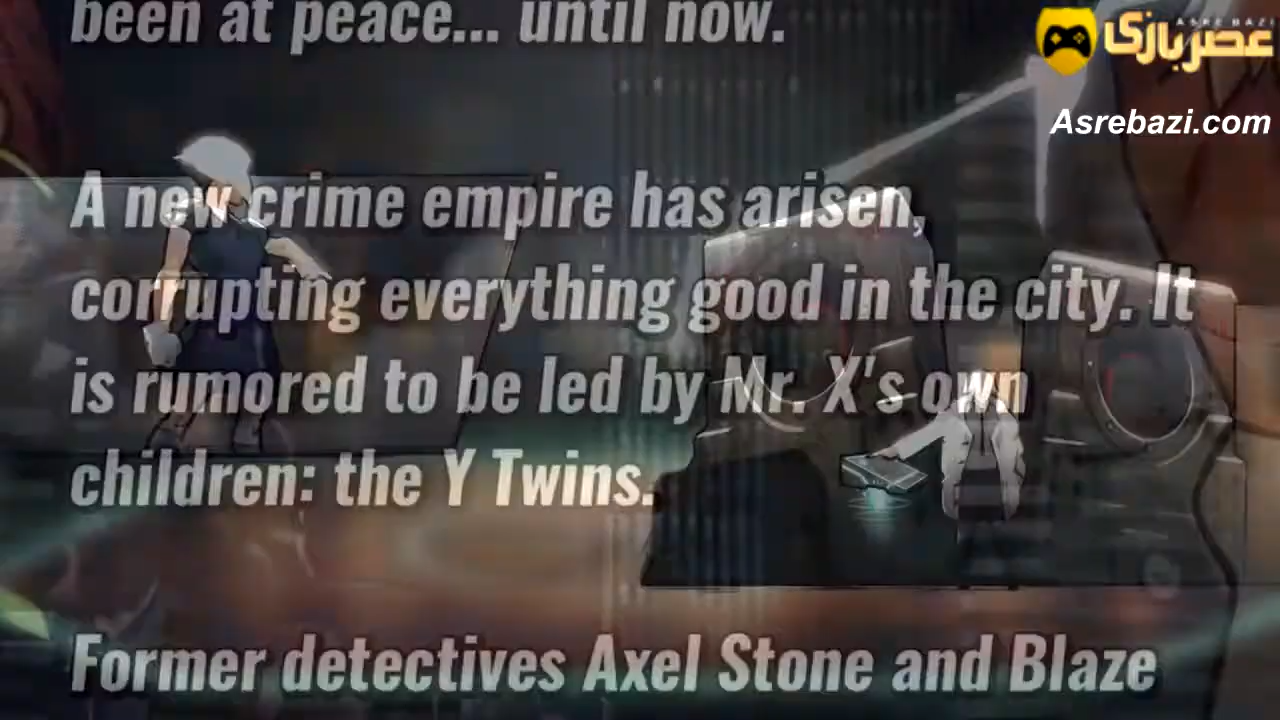 been at peace... until now.
ASRE BAZI
عصر بازی
Asrebazi.com
A new crime empire has arisen,
corrupting everything good in the city. It
is rumored to be led by Mr. X's own
children: the Y Twins.
Former detectives Axel Stone and Blaze